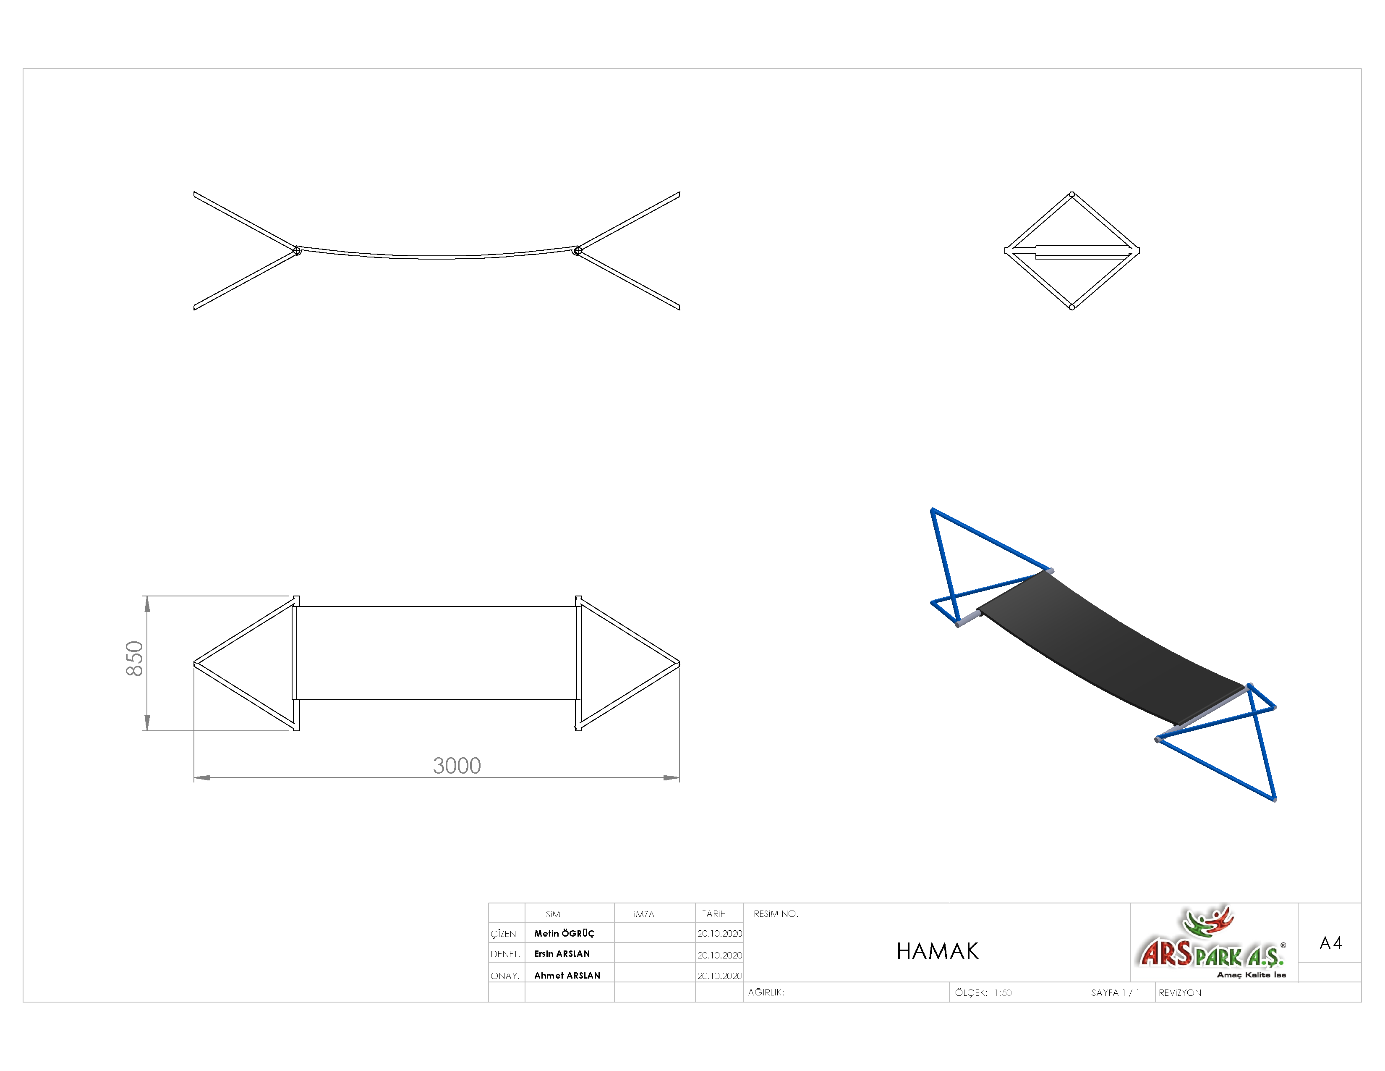 850
3000
İSİM İMZA TARİH RESİM NO.
ÇİZEN Metin ÖGRÜÇ 20.10.2020
DENET. Ersin ARSLAN 20.10.2020
ONAY. Ahmet ARSLAN 20.10.2020
HAMAK
ARSPARK A.Ş.®
Amaç Kalite İse
A4
AĞIRLIK: ÖLÇEK: 1:50 SAYFA 1 / 1 REVİZYON